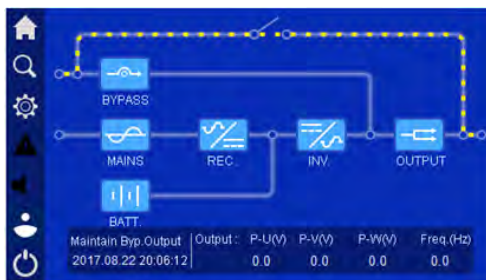 BYPASS
MAINS
REC.
INV.
OUTPUT
BATT.
Maintain Byp.Output
2017.08.22 20:06:12
Output : P-U(V) P-V(V) P-W(V) Freq.(Hz)
0.0 0.0 0.0 0.0